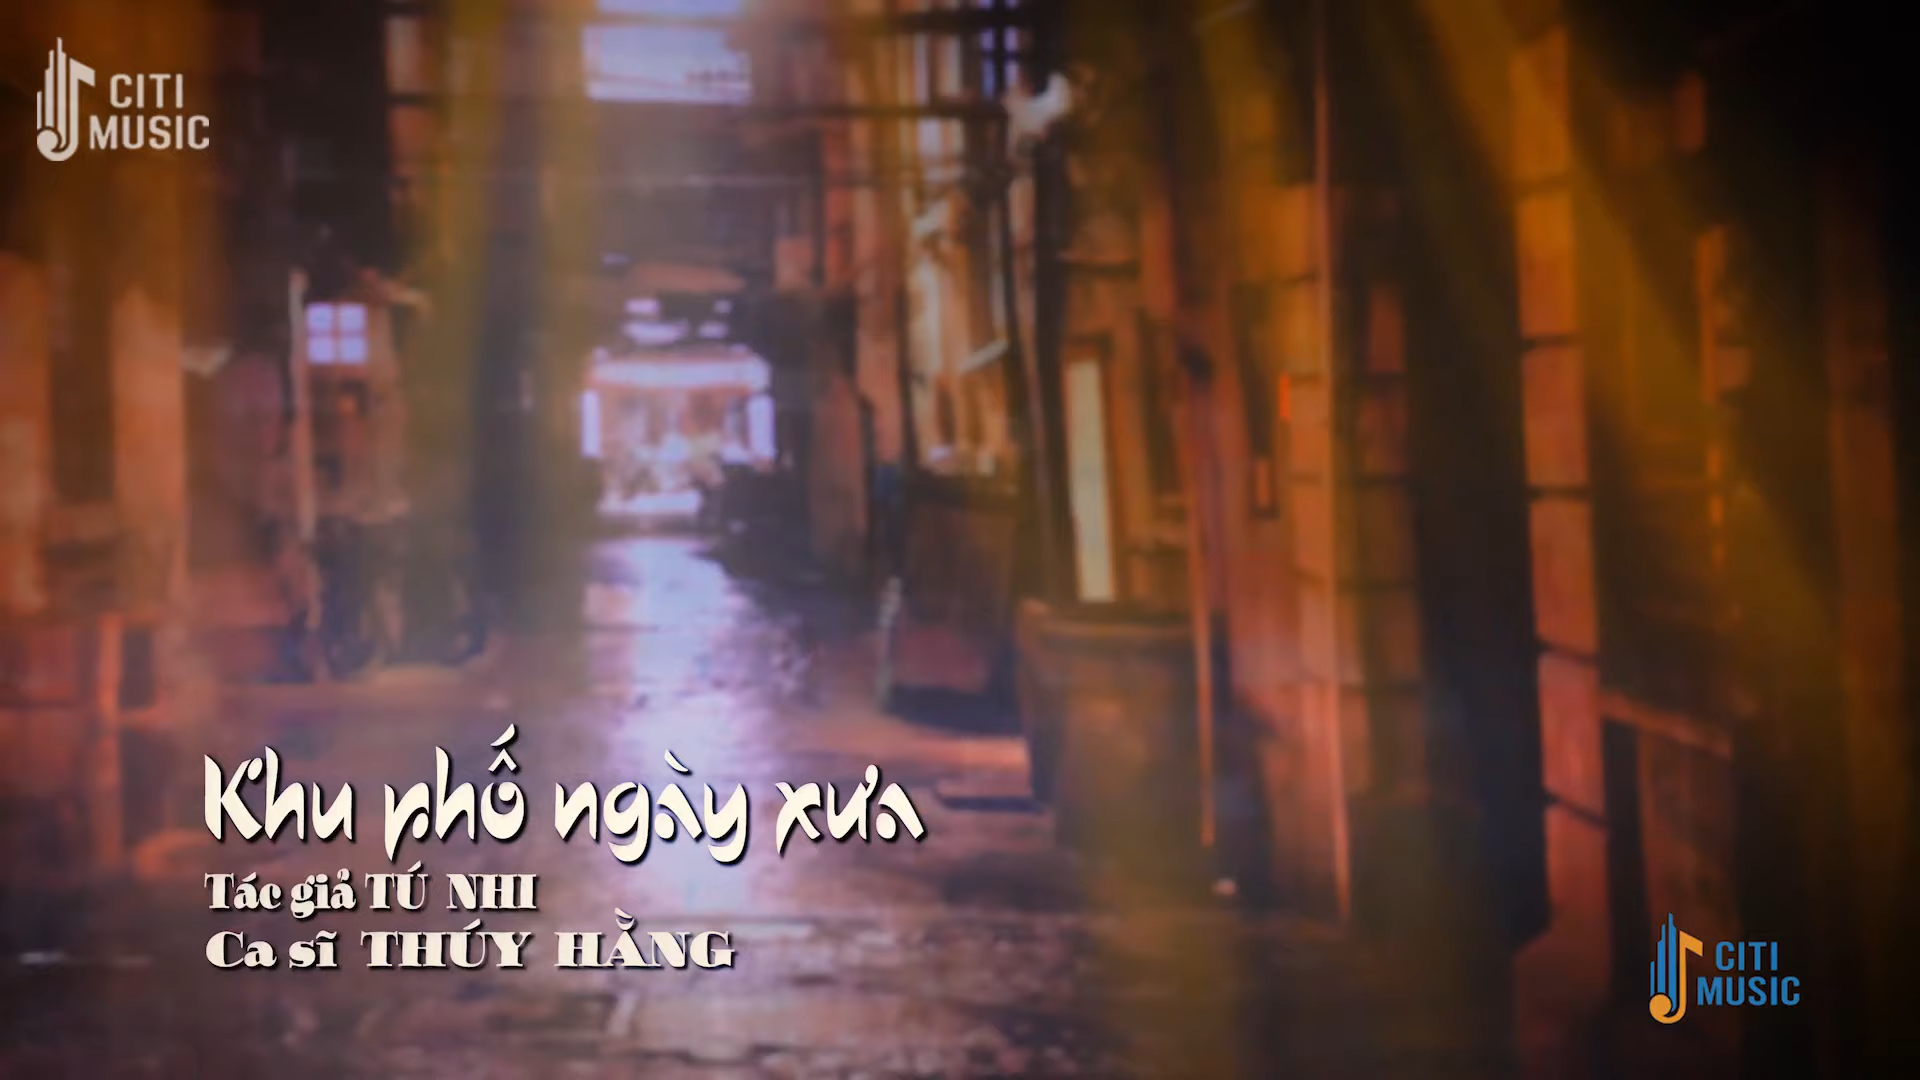 CITI
MUSIC
Khu phố ngày xưa
Tác giả TÚ NHI
Ca sĩ THÚY HẰNG
CITI
MUSIC